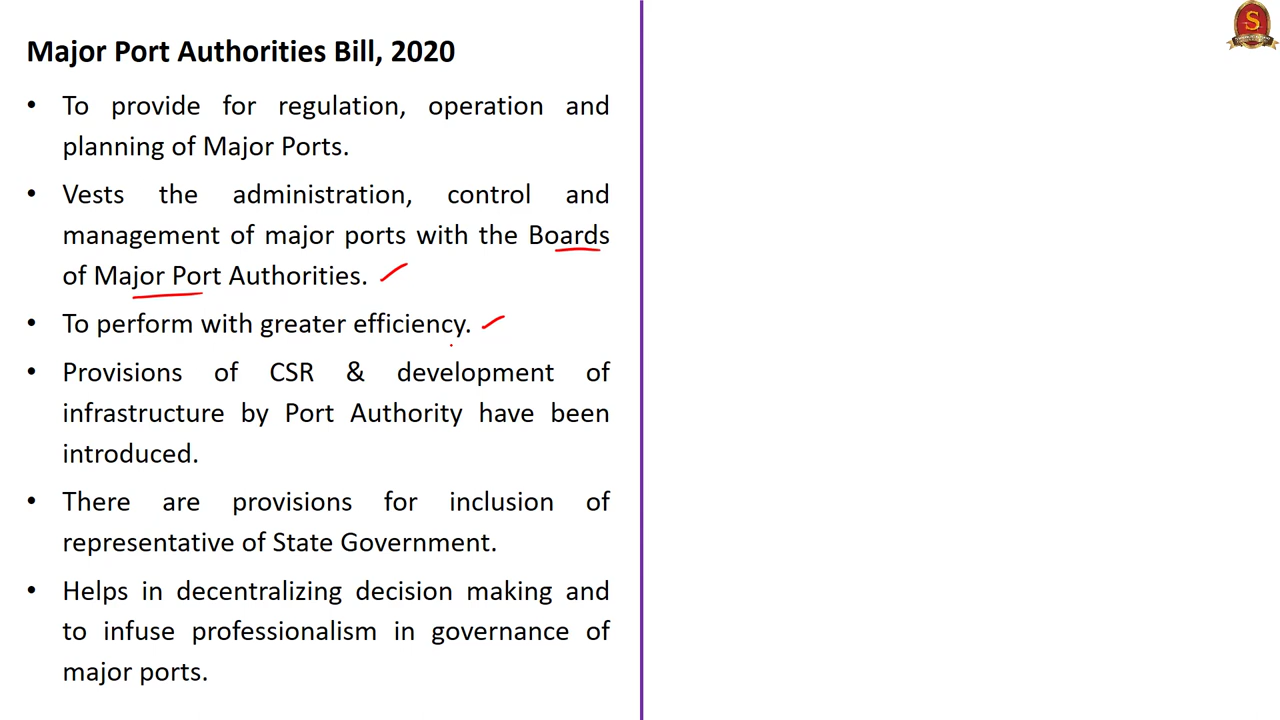 Major Port Authorities Bill, 2020
• To provide for regulation, operation and
planning of Major Ports.
• Vests the administration, control and
management of major ports with the Boards
of Major Port Authorities.
• To perform with greater efficiency.
• Provisions of CSR & development of
infrastructure by Port Authority have been
introduced.
• There are provisions for inclusion of
representative of State Government.
• Helps in decentralizing decision making and
to infuse professionalism in governance of
major ports.
S